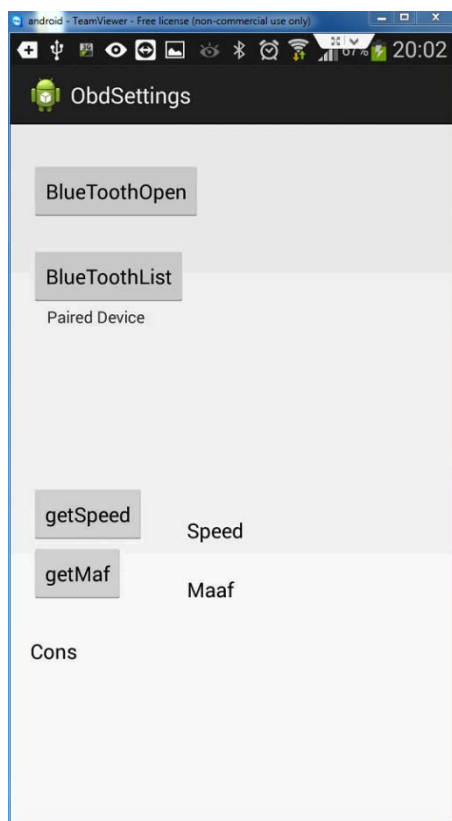 android - TeamViewer - Free license (non-commercial use only)
67% 20:02
ObdSettings
BlueToothOpen
BlueToothList
Paired Device
getSpeed
Speed
getMaf
Maaf
Cons